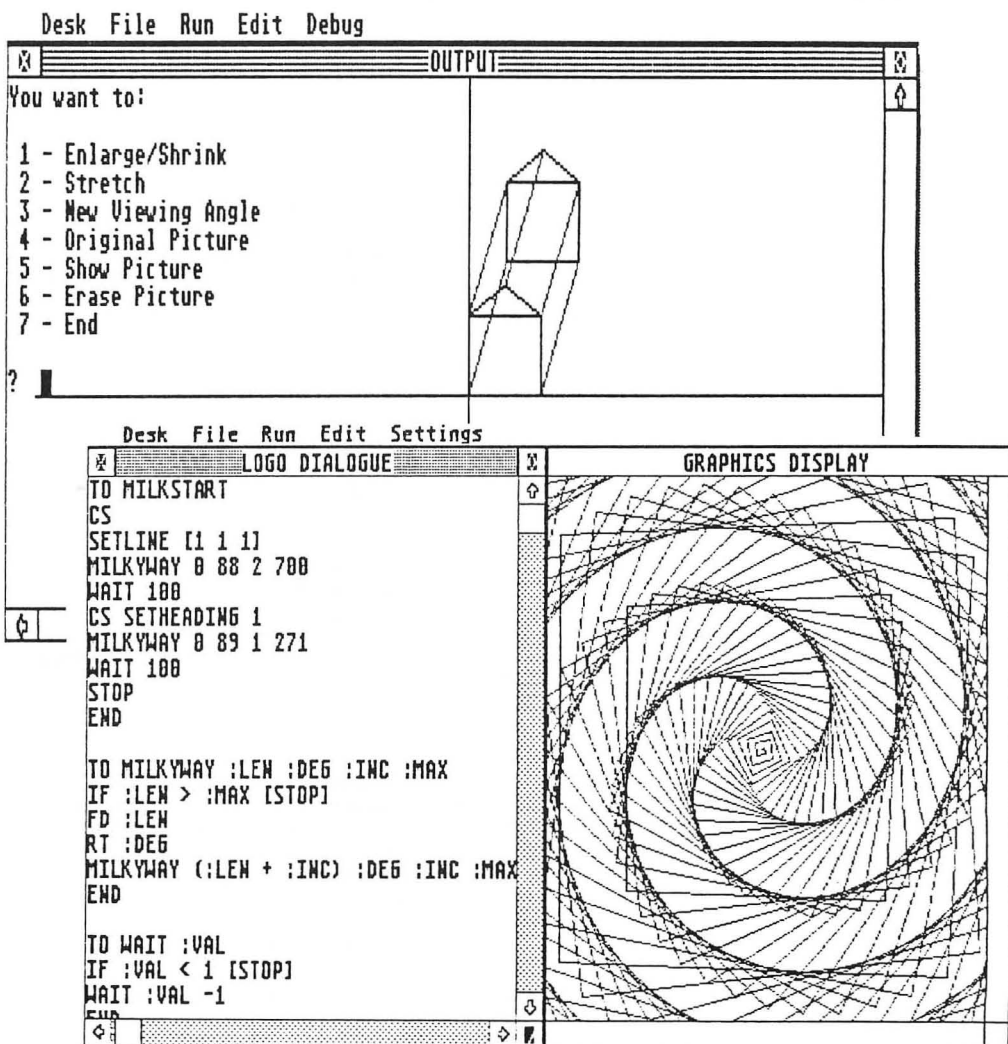 Desk File Run Edit Debug
OUTPUT
You want to:
1 - Enlarge/Shrink
2 - Stretch
3 - New Viewing Angle
4 - Original Picture
5 - Show Picture
6 - Erase Picture
7 - End
?
Desk File Run Edit Settings
LOGO DIALOGUE
TO MILKSTART
CS
SETLINE [1 1 1]
MILKYWAY 0 88 2 700
WAIT 100
CS SETHEADING 1
MILKYWAY 0 89 1 271
WAIT 100
STOP
END
TO MILKYWAY :LEN :DEG :INC :MAX
IF :LEN > :MAX [STOP]
FD :LEN
RT :DEG
MILKYWAY (:LEN + :INC) :DEG :INC :MAX
END
TO WAIT :VAL
IF :VAL < 1 [STOP]
WAIT :VAL -1
END
GRAPHICS DISPLAY